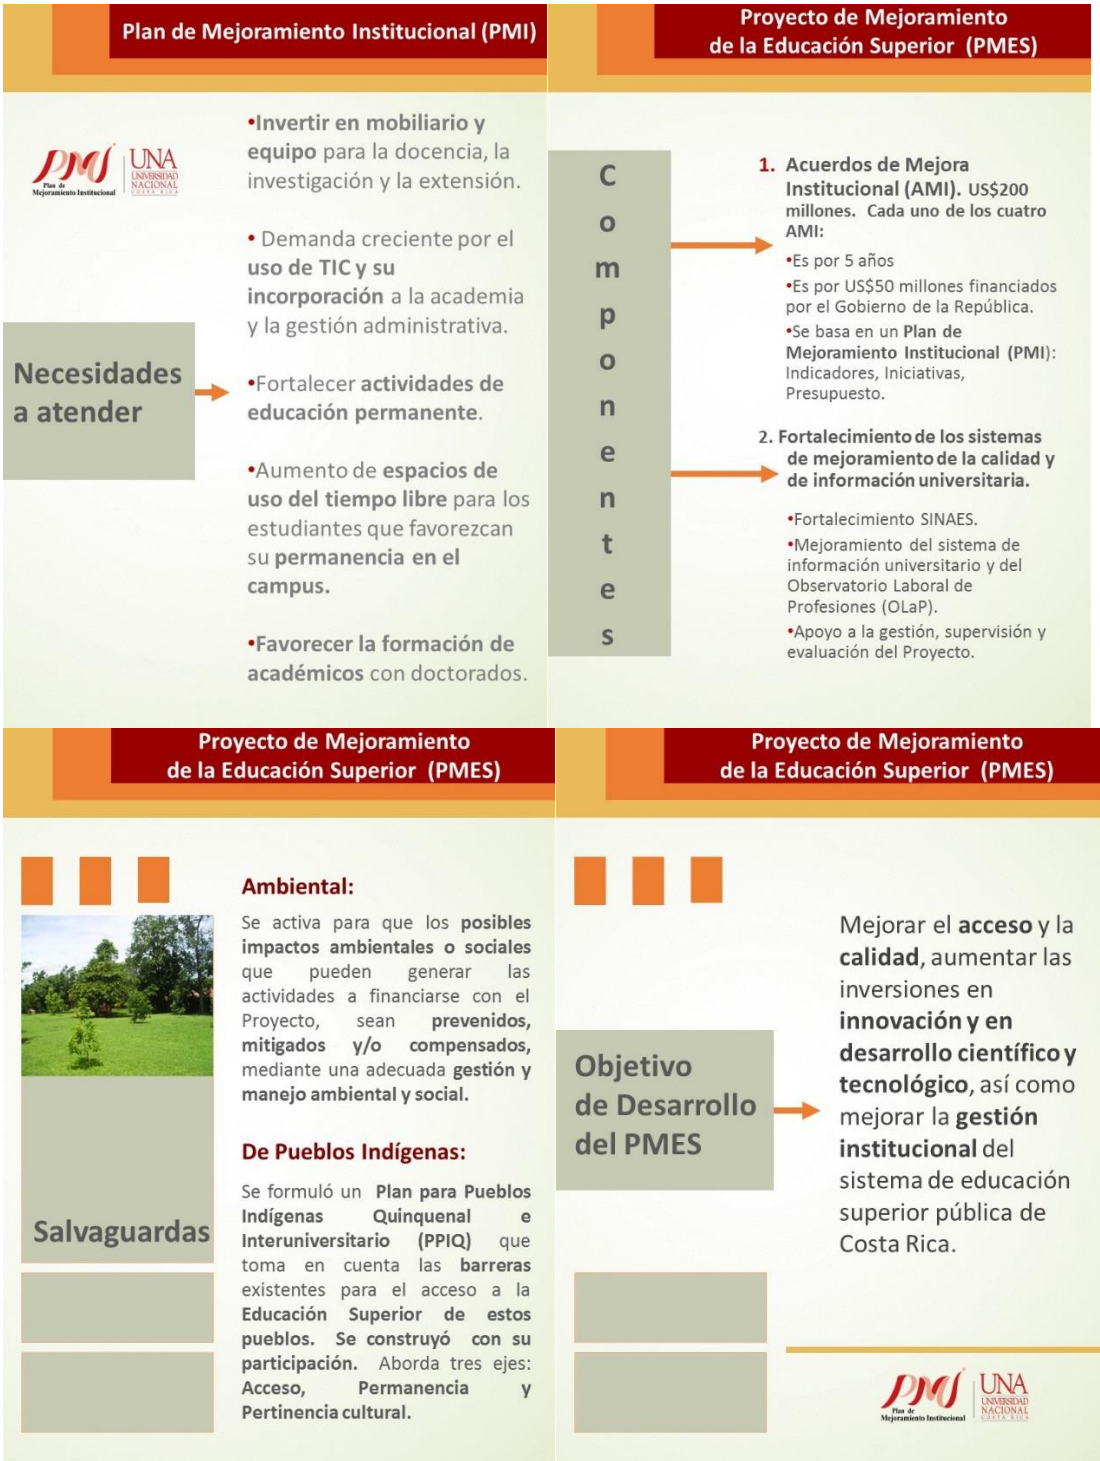 Plan de Mejoramiento Institucional (PMI)
PMI
Plan de
Mejoramiento Institucional
UNA
UNIVERSIDAD
NACIONAL
COSTA RICA
Necesidades
a atender
•Invertir en mobiliario y
equipo para la docencia, la
investigación y la extensión.
• Demanda creciente por el
uso de TIC y su
incorporación a la academia
y la gestión administrativa.
•Fortalecer actividades de
educación permanente.
•Aumento de espacios de
uso del tiempo libre para los
estudiantes que favorezcan
su permanencia en el
campus.
•Favorecer la formación de
académicos con doctorados.
Proyecto de Mejoramiento
de la Educación Superior (PMES)
C
o
m
p
o
n
e
n
t
e
s
1. Acuerdos de Mejora
Institucional (AMI). US$200
millones. Cada uno de los cuatro
AMI:
•Es por 5 años
•Es por US$50 millones financiados
por el Gobierno de la República.
•Se basa en un Plan de
Mejoramiento Institucional (PMI):
Indicadores, Iniciativas,
Presupuesto.
2. Fortalecimiento de los sistemas
de mejoramiento de la calidad y
de información universitaria.
•Fortalecimiento SINAES.
•Mejoramiento del sistema de
información universitario y del
Observatorio Laboral de
Profesiones (OLaP).
•Apoyo a la gestión, supervisión y
evaluación del Proyecto.
Proyecto de Mejoramiento
de la Educación Superior (PMES)
Salvaguardas
Ambiental:
Se activa para que los posibles
impactos ambientales o sociales
que pueden generar las
actividades a financiarse con el
Proyecto, sean prevenidos,
mitigados y/o compensados,
mediante una adecuada gestión y
manejo ambiental y social.
De Pueblos Indígenas:
Se formuló un Plan para Pueblos
Indígenas Quinquenal e
Interuniversitario (PPIQ) que
toma en cuenta las barreras
existentes para el acceso a la
Educación Superior de estos
pueblos. Se construyó con su
participación. Aborda tres ejes:
Acceso, Permanencia y
Pertinencia cultural.
Proyecto de Mejoramiento
de la Educación Superior (PMES)
Objetivo
de Desarrollo
del PMES
Mejorar el acceso y la
calidad, aumentar las
inversiones en
innovación y en
desarrollo científico y
tecnológico, así como
mejorar la gestión
institucional del
sistema de educación
superior pública de
Costa Rica.
PMI
Plan de
Mejoramiento Institucional
UNA
UNIVERSIDAD
NACIONAL
COSTA RICA